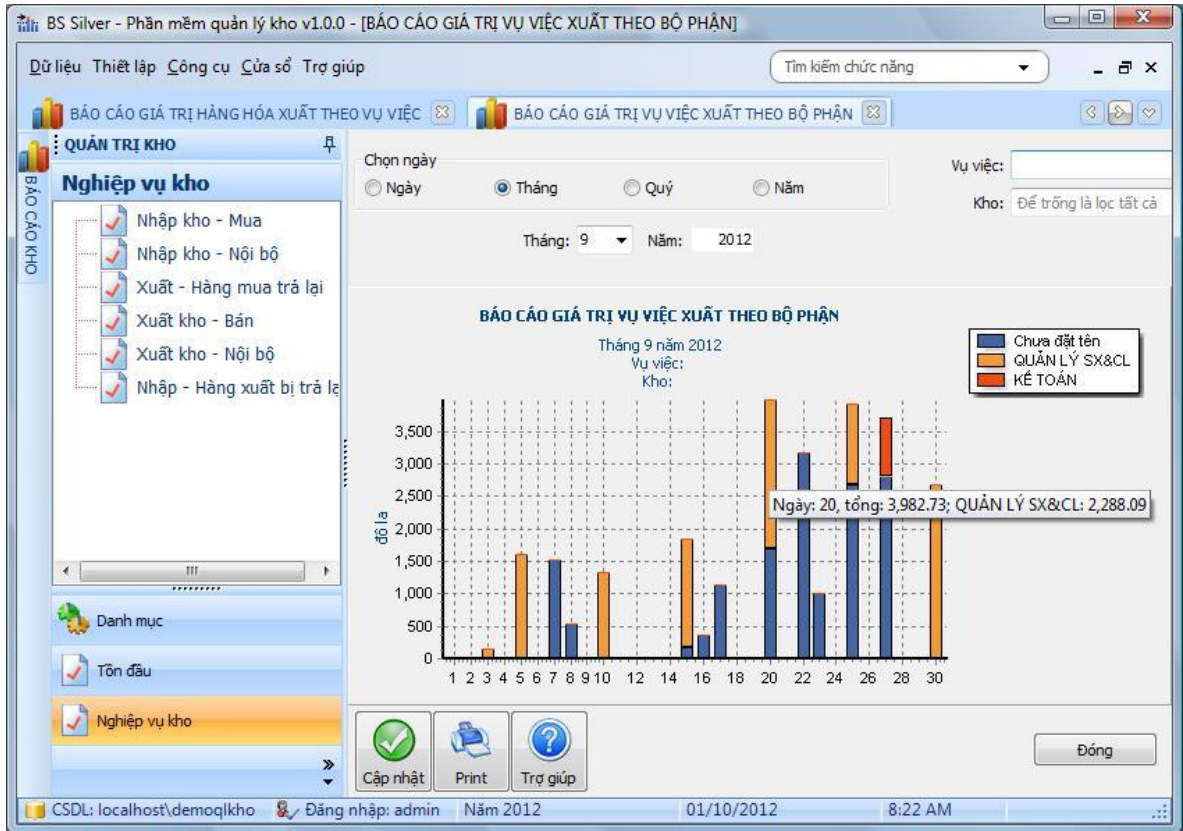 BS Silver - Phần mềm quản lý kho v1.0.0 - [BÁO CÁO GIÁ TRỊ VỤ VIỆC XUẤT THEO BỘ PHẬN]
Dữ liệu Thiết lập Công cụ Cửa sổ Trợ giúp
Tìm kiếm chức năng
BÁO CÁO GIÁ TRỊ HÀNG HÓA XUẤT THEO VỤ VIỆC
BÁO CÁO GIÁ TRỊ VỤ VIỆC XUẤT THEO BỘ PHẬN
BÁO CÁO KHO
QUẢN TRỊ KHO
Nghiệp vụ kho
Nhập kho - Mua
Nhập kho - Nội bộ
Xuất - Hàng mua trả lại
Xuất kho - Bán
Xuất kho - Nội bộ
Nhập - Hàng xuất bị trả lạ
Danh mục
Tồn đầu
Nghiệp vụ kho
Chọn ngày
Ngày Tháng Quý Năm
Tháng: 9 Năm: 2012
Vụ việc:
Kho: Để trống là lọc tất cả
BÁO CÁO GIÁ TRỊ VỤ VIỆC XUẤT THEO BỘ PHẬN
Tháng 9 năm 2012
Vụ việc:
Kho:
Chưa đặt tên
QUẢN LÝ SX&CL
KẾ TOÁN
đô la
3,500
3,000
2,500
2,000
1,500
1,000
500
0
Ngày: 20, tổng: 3,982.73; QUẢN LÝ SX&CL: 2,288.09
1 2 3 4 5 6 7 8 9 10 12 14 16 18 20 22 24 26 28 30
Cập nhật Print Trợ giúp
Đóng
CSDL: localhost\demoqlkho Đăng nhập: admin Năm 2012 01/10/2012 8:22 AM